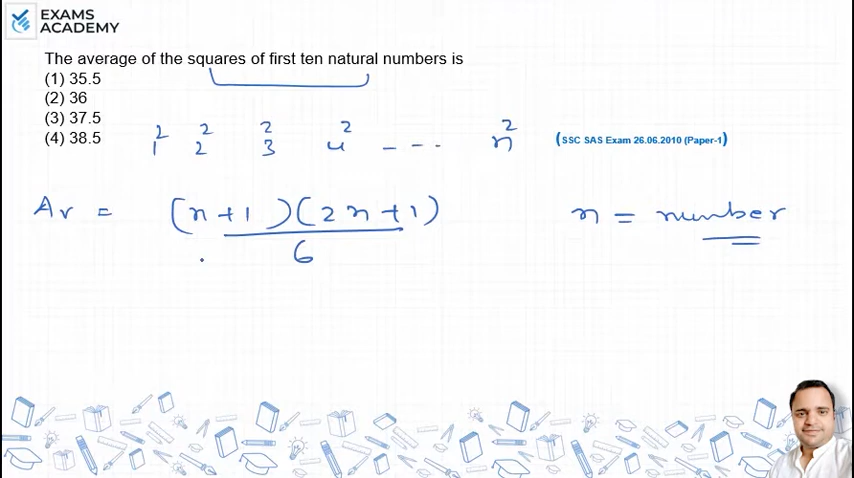 EXAMS
ACADEMY
The average of the squares of first ten natural numbers is
(1) 35.5
(2) 36
(3) 37.5
(4) 38.5
1² 2² 3² 4² - - - n²
(SSC SAS Exam 26.06.2010 (Paper-1)
Av = (n+1)(2n+1)
6
n = number